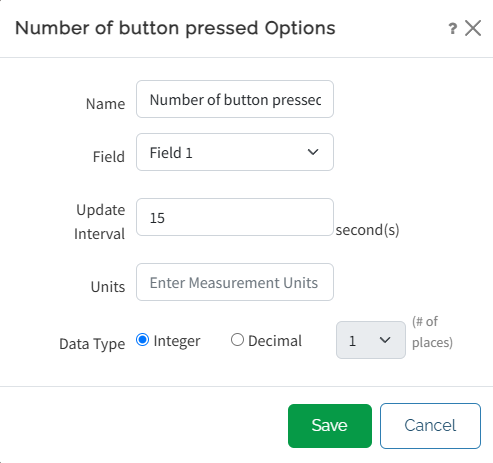 Number of button pressed Options ?
Name Number of button pressec
Field Field 1
Update
Interval 15 second(s)
Units Enter Measurement Units
Data Type Integer Decimal 1 (# of
places)
Save Cancel